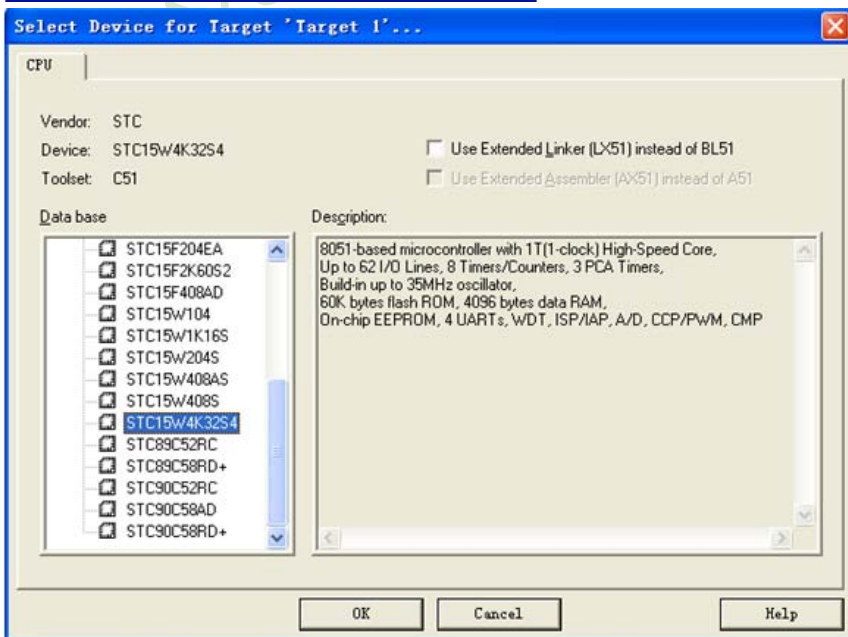 Select Device for Target 'Target 1'...
CPU
Vendor: STC
Device: STC15W4K32S4
Toolset: C51
Use Extended Linker (LX51) instead of BL51
Use Extended Assembler (AX51) instead of A51
Data base
STC15F204EA
STC15F2K60S2
STC15F408AD
STC15W104
STC15W1K16S
STC15W204S
STC15W408AS
STC15W408S
STC15W4K32S4
STC89C52RC
STC89C58RD+
STC90C52RC
STC90C58AD
STC90C58RD+
Description:
8051-based microcontroller with 1T(1-clock) High-Speed Core,
Up to 62 I/O Lines, 8 Timers/Counters, 3 PCA Timers,
Build-in up to 35MHz oscillator,
60K bytes flash ROM, 4096 bytes data RAM,
On-chip EEPROM, 4 UARTs, WDT, ISP/IAP, A/D, CCP/PWM, CMP
OK
Cancel
Help